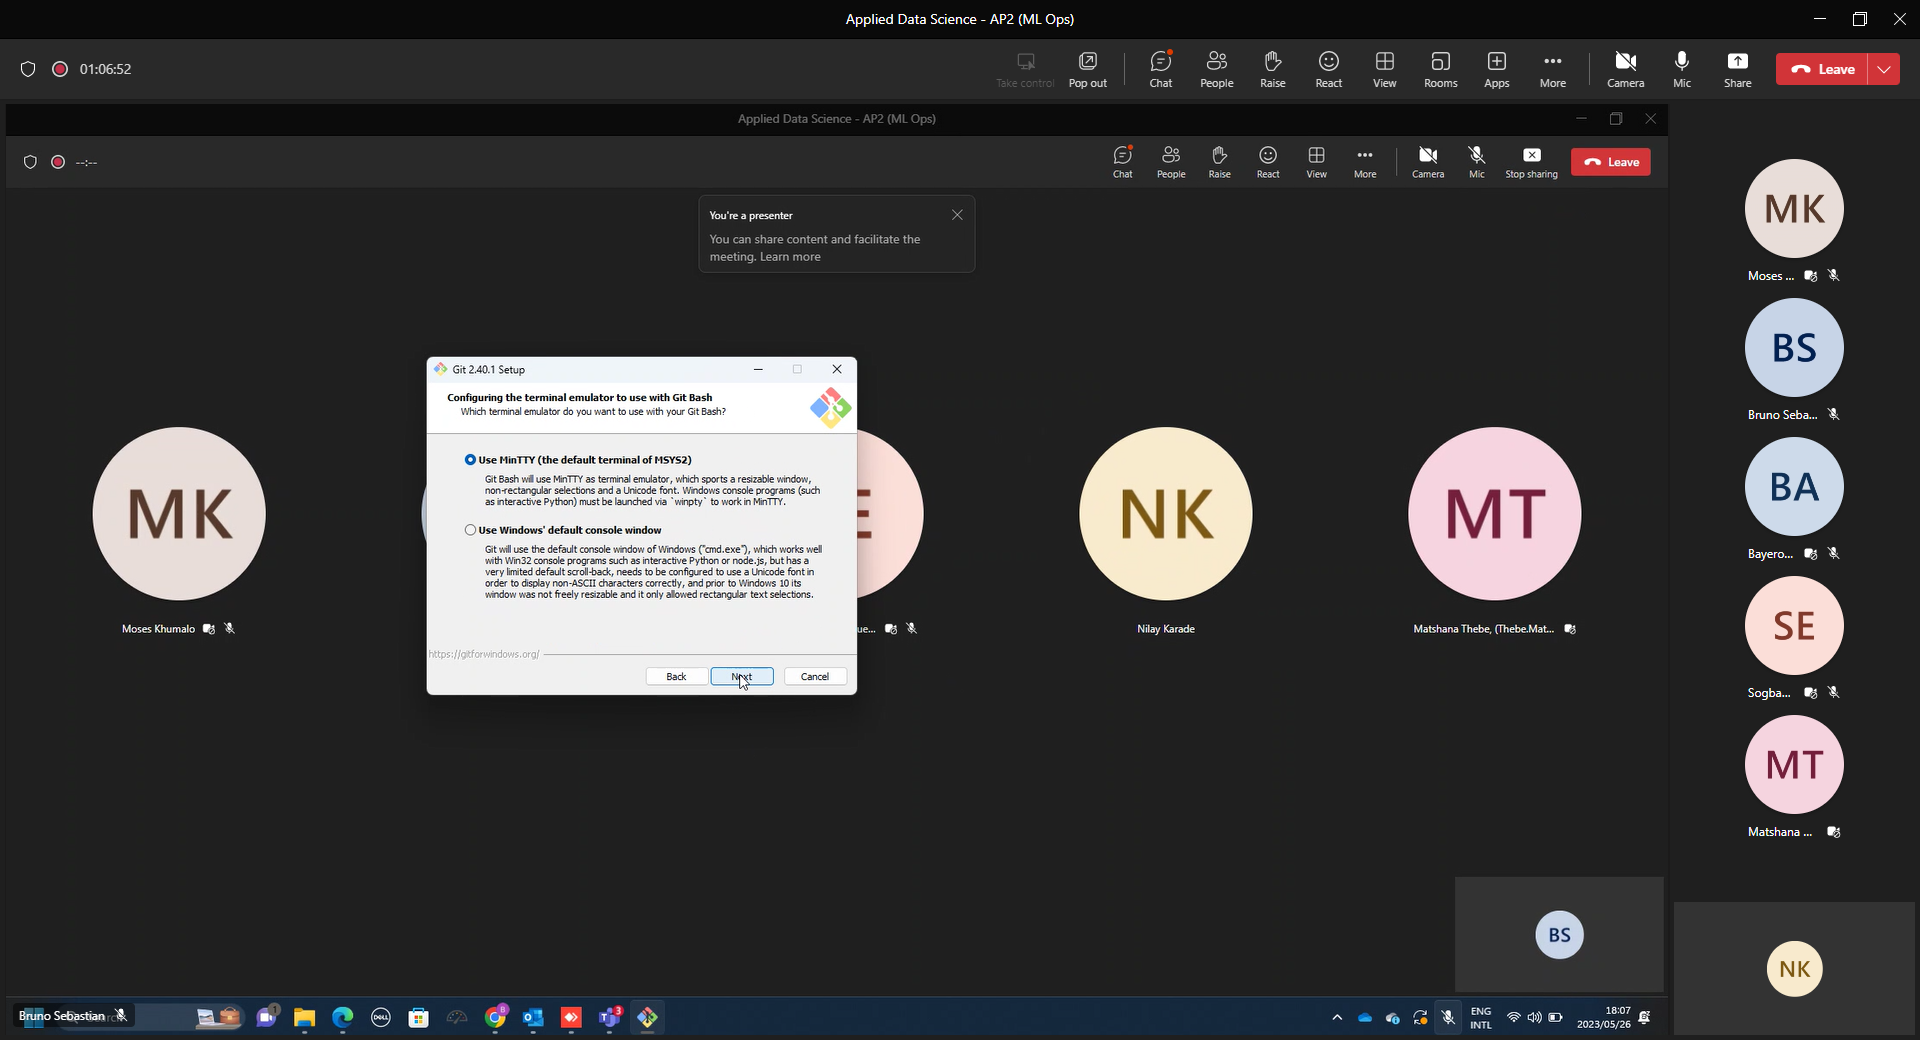 Applied Data Science - AP2 (ML Ops)
01:06:52
Take control
Pop out
Chat
People
Raise
React
View
Rooms
Apps
More
Camera
Mic
Share
Leave
Applied Data Science - AP2 (ML Ops)
--:--
Chat
People
Raise
React
View
More
Camera
Mic
Stop sharing
Leave
You're a presenter
You can share content and facilitate the
meeting. Learn more
Git 2.40.1 Setup
Configuring the terminal emulator to use with Git Bash
Which terminal emulator do you want to use with your Git Bash?
Use MinTTY (the default terminal of MSYS2)
Git Bash will use MinTTY as terminal emulator, which sports a resizable window,
non-rectangular selections and a Unicode font. Windows console programs (such
as interactive Python) must be launched via `winpty` to work in MinTTY.
Use Windows' default console window
Git will use the default console window of Windows ("cmd.exe"), which works well
with Win32 console programs such as interactive Python or node.js, but has a
very limited default scroll-back, needs to be configured to use a Unicode font in
order to display non-ASCII characters correctly, and prior to Windows 10 its
window was not freely resizable and it only allowed rectangular text selections.
https://gitforwindows.org/
Back
Next
Cancel
MK
Moses Khumalo
E
ue...
NK
Nilay Karade
MT
Matshana Thebe, (Thebe.Mat...
MK
Moses ...
BS
Bruno Seba...
BA
Bayero...
SE
Sogba...
MT
Matshana ...
BS
NK
Bruno Sebastian
1
DELL
8
3
ENG
INTL
18:07
2023/05/26